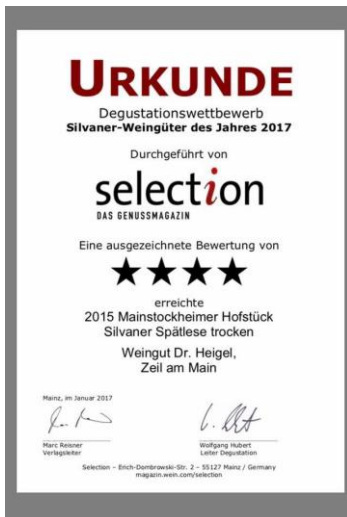 URKUNDE
Degustationswettbewerb
Silvaner-Weingüter des Jahres 2017
Durchgeführt von
selection
DAS GENUSSMAGAZIN
Eine ausgezeichnete Bewertung von
erreichte
2015 Mainstockheimer Hofstück
Silvaner Spätlese trocken
Weingut Dr. Heigel,
Zeil am Main
Mainz, im Januar 2017
Marc Reisner
Verlagsleiter
Wolfgang Hubert
Leiter Degustation
Selection – Erich-Dombrowski-Str. 2 – 55127 Mainz / Germany
magazin.wein.com/selection